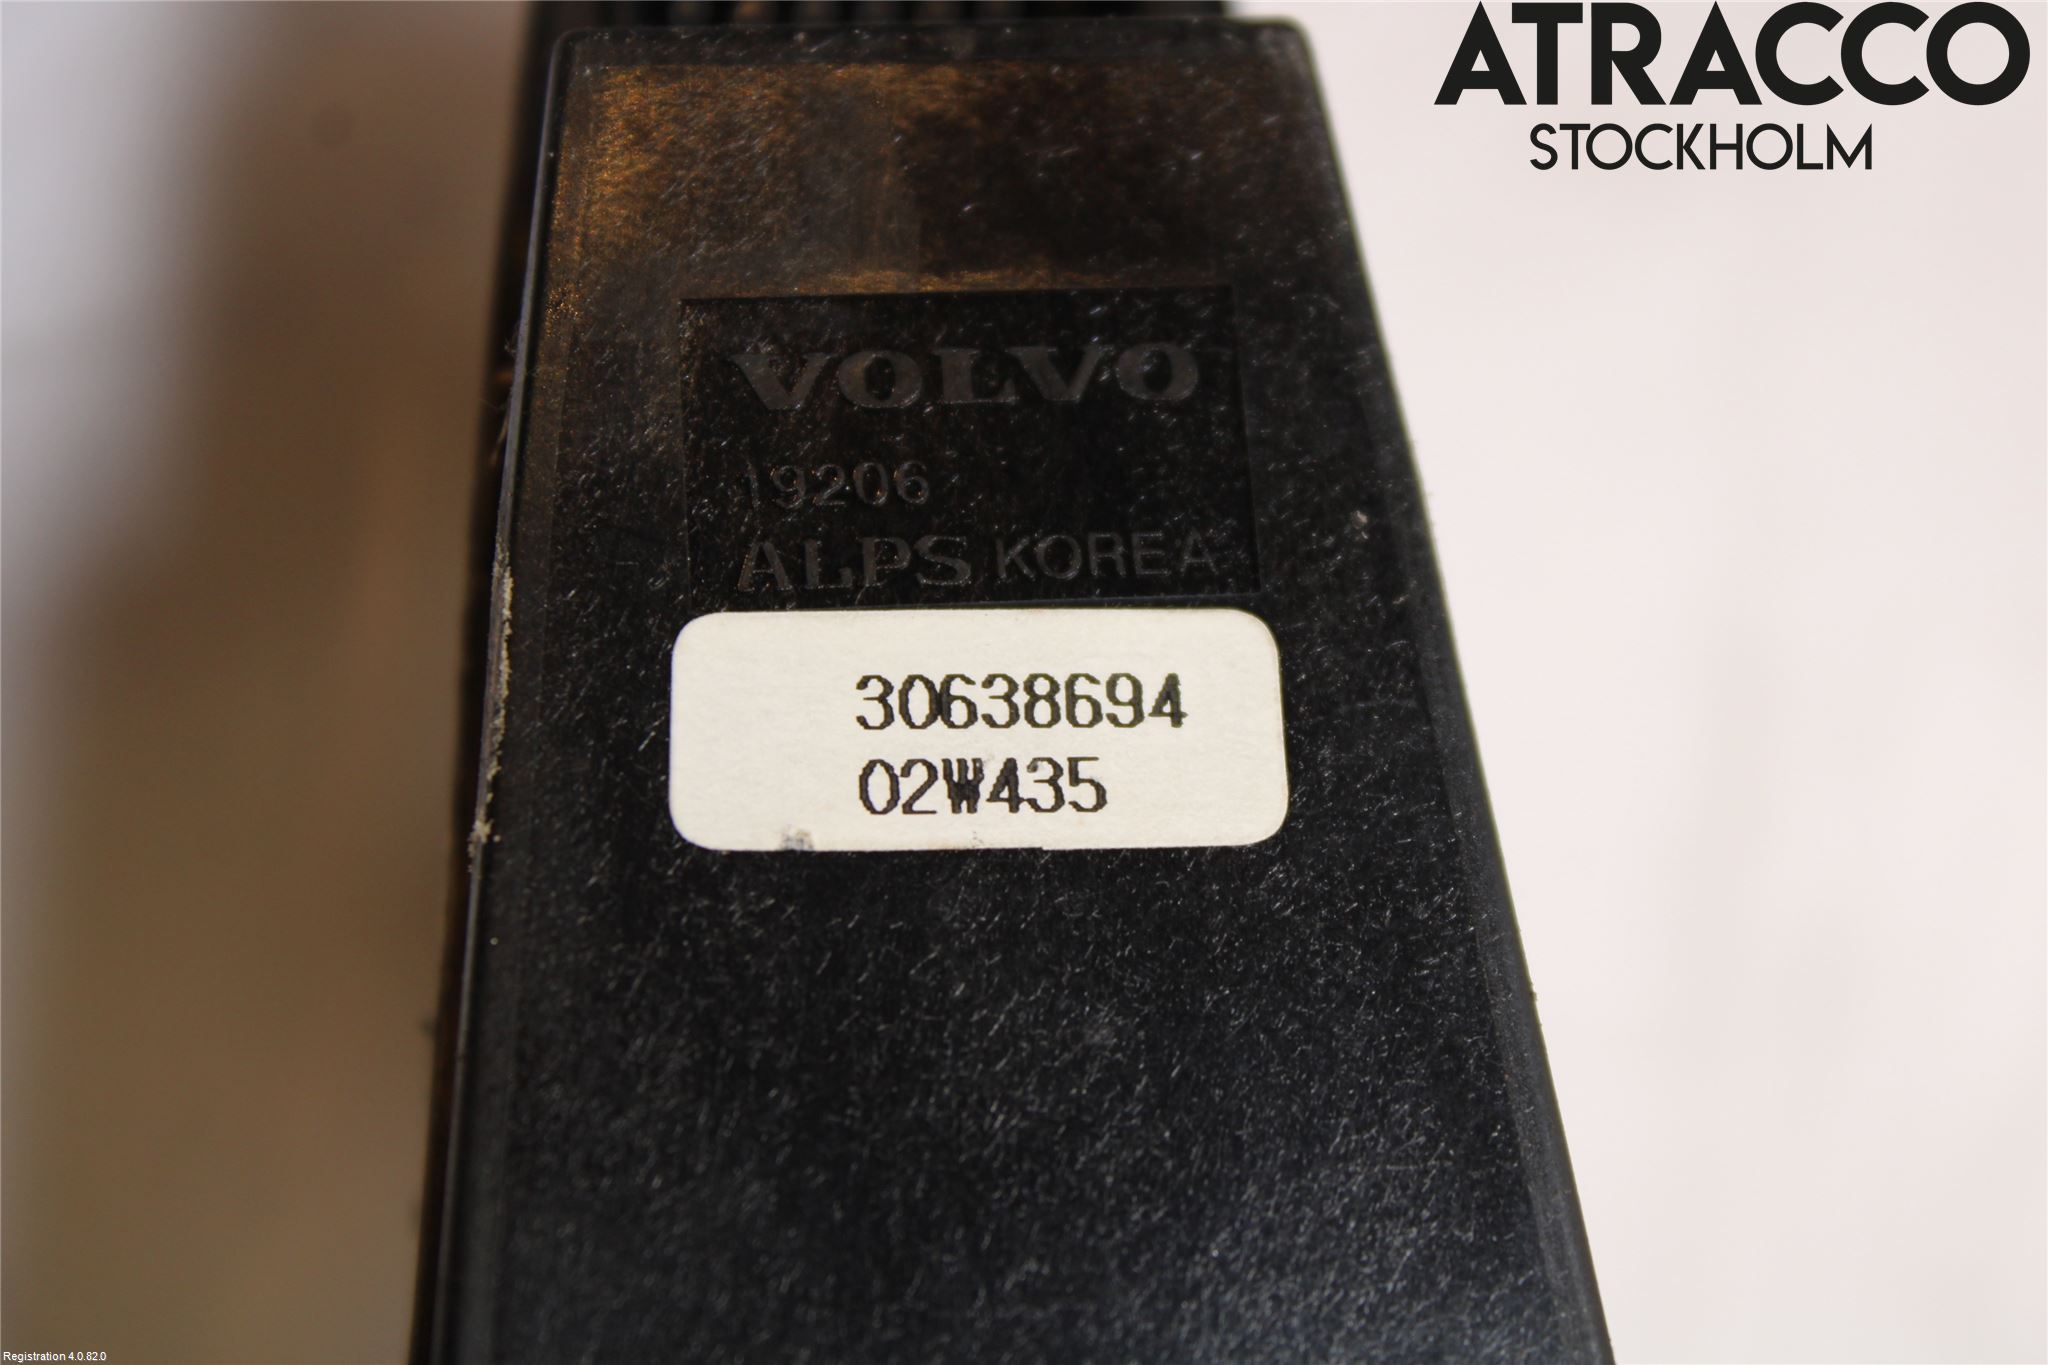 ATRACCO
STOCKHOLM
VOLVO
19206
ALPS KOREA
30638694
02W435
Registration 4.0.82.0